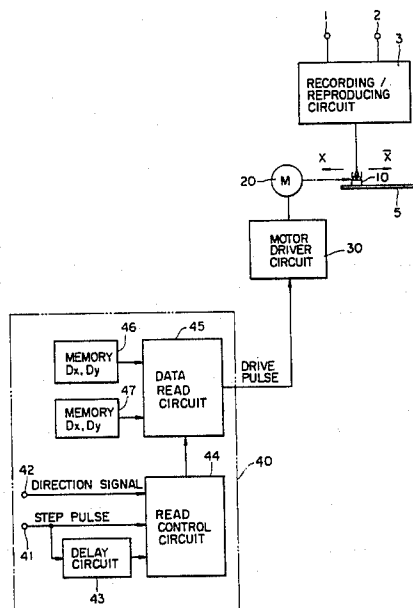 1
2
3
RECORDING /
REPRODUCING
CIRCUIT
X
X̄
20
M
10
5
MOTOR
DRIVER
CIRCUIT
30
46
45
MEMORY
Dx, Dy
47
DATA
READ
CIRCUIT
DRIVE
PULSE
MEMORY
Dx, Dy
42
44
40
DIRECTION SIGNAL
STEP PULSE
41
READ
CONTROL
CIRCUIT
DELAY
CIRCUIT
43